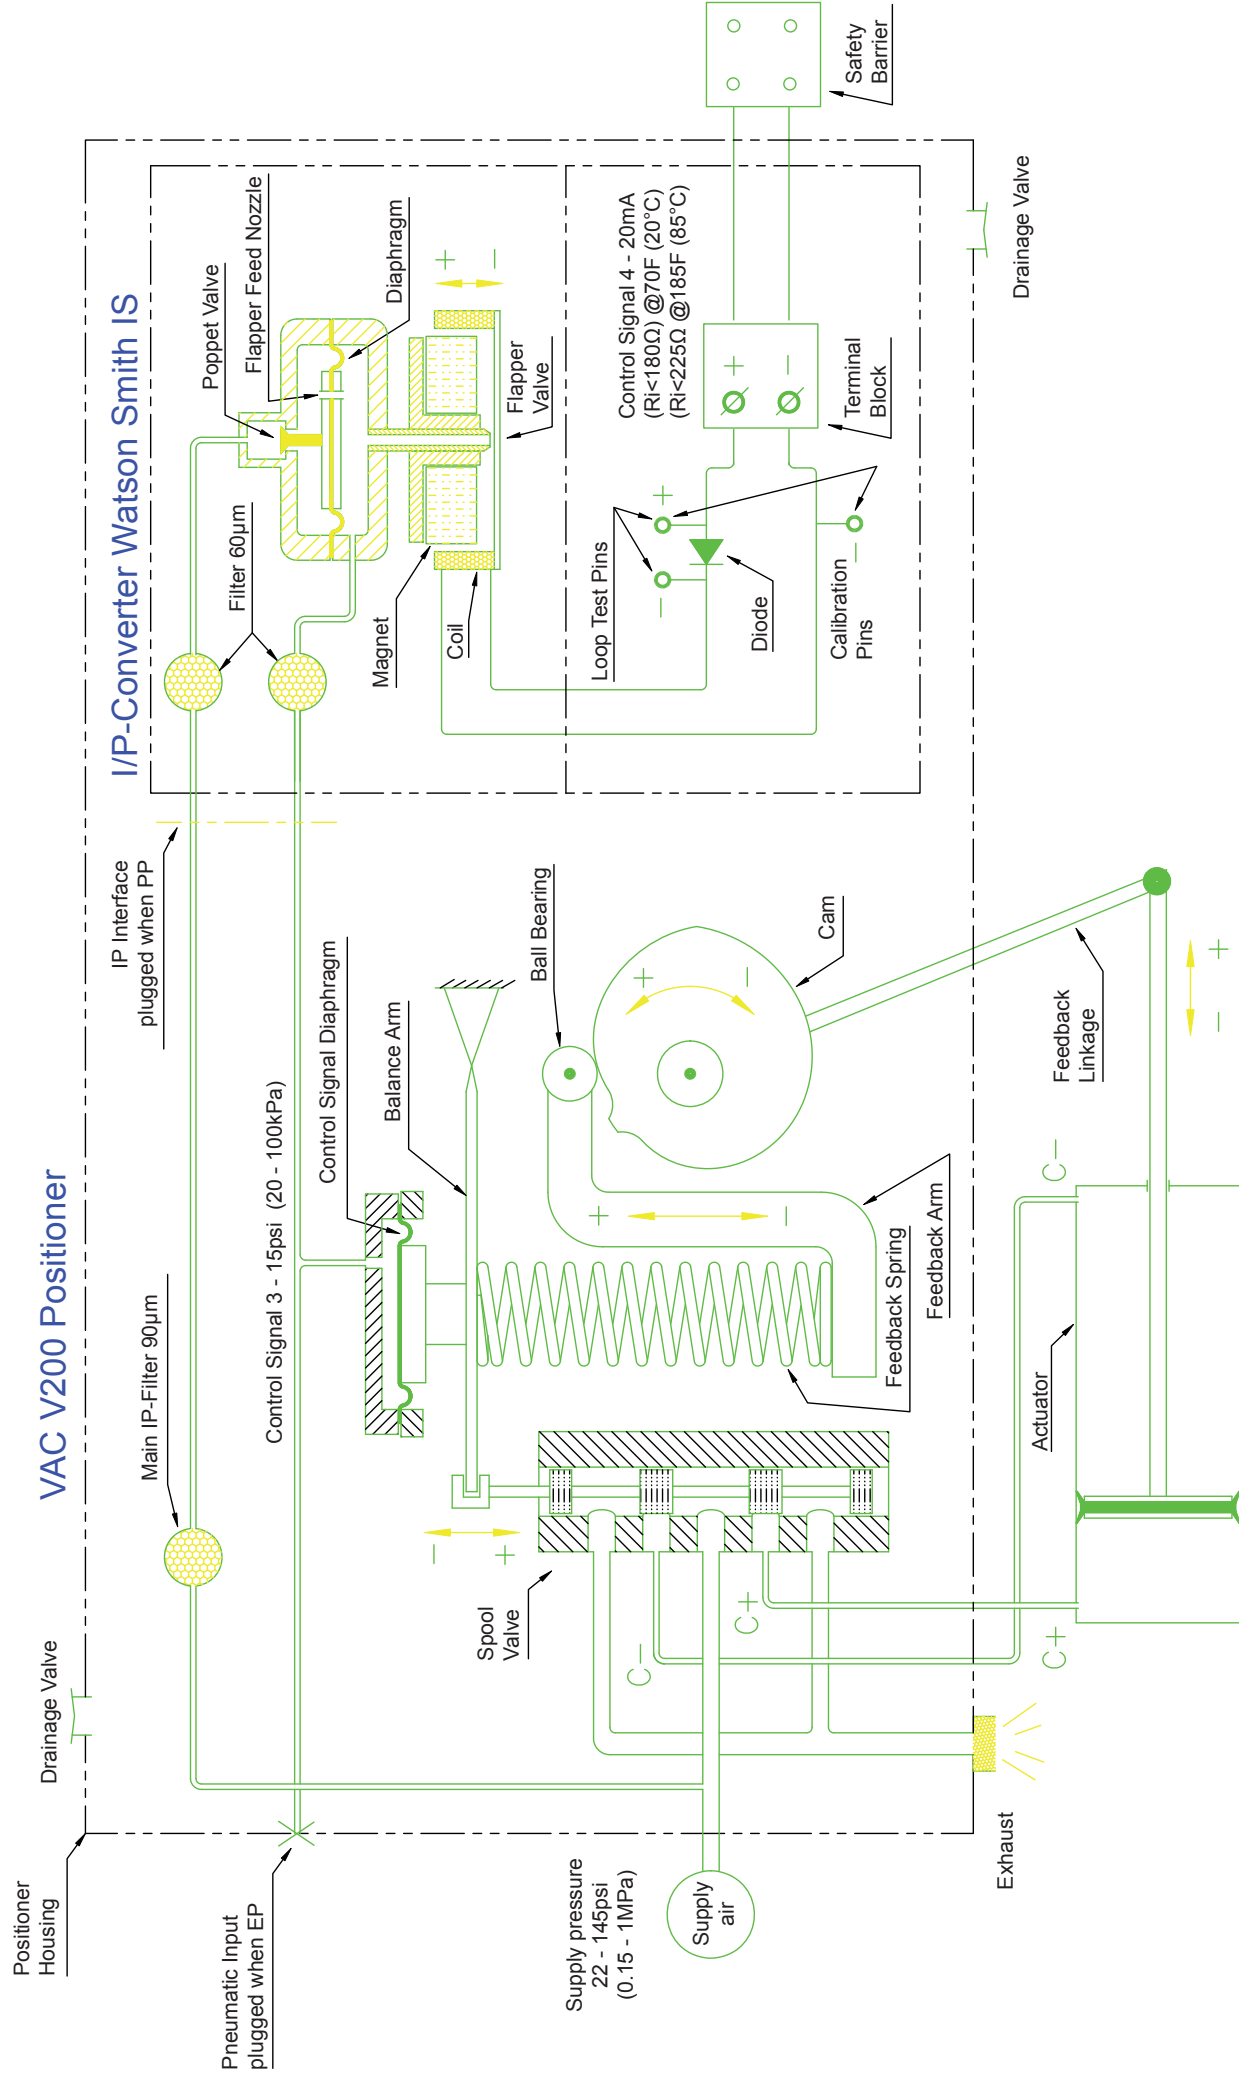 VAC V200 Positioner
Positioner
Housing
Drainage Valve
Main IP-Filter 90µm
IP Interface
plugged when PP
I/P-Converter Watson Smith IS
Filter 60µm
Poppet Valve
Flapper Feed Nozzle
Diaphragm
Pneumatic Input
plugged when EP
Control Signal 3 - 15psi (20 - 100kPa)
Control Signal Diaphragm
Balance Arm
Magnet
Coil
+
−
Flapper
Valve
−
+
Spool
Valve
Ball Bearing
+
−
Cam
+
−
Feedback Spring
Feedback Arm
Loop Test Pins
−
+
Diode
Calibration
Pins
−
Control Signal 4 - 20mA
(Ri<180Ω) @70F (20°C)
(Ri<225Ω @185F (85°C)
+
−
Terminal
Block
Safety
Barrier
Supply pressure
22 - 145psi
(0.15 - 1MPa)
Supply
air
C−
C+
Exhaust
C+
C−
Actuator
Feedback
Linkage
−
+
Drainage Valve